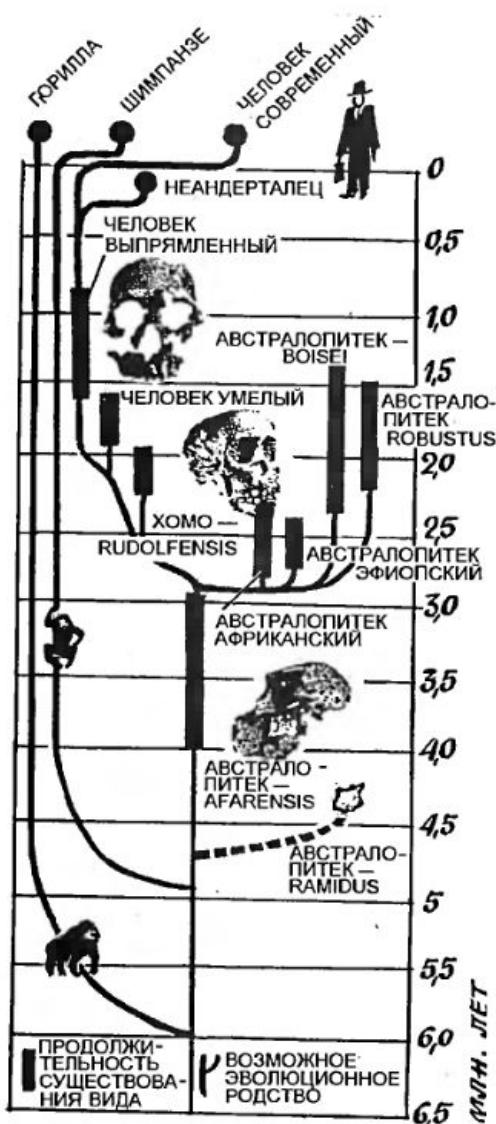 ГОРИЛЛА
ШИМПАНЗЕ
ЧЕЛОВЕК
СОВРЕМЕННЫЙ
0
НЕАНДЕРТАЛЕЦ
ЧЕЛОВЕК
ВЫПРЯМЛЕННЫЙ
0,5
1,0
АВСТРАЛОПИТЕК —
BOISEI
1,5
ЧЕЛОВЕК УМЕЛЫЙ
АВСТРАЛО-
ПИТЕК
ROBUSTUS
2,0
ХОМО —
RUDOLFENSIS
2,5
АВСТРАЛОПИТЕК
ЭФИОПСКИЙ
3,0
АВСТРАЛОПИТЕК
АФРИКАНСКИЙ
3,5
4,0
АВСТРАЛО-
ПИТЕК —
AFARENSIS
4,5
АВСТРАЛО-
ПИТЕК —
RAMIDUS
5
5,5
6,0
ПРОДОЛЖИ-
ТЕЛЬНОСТЬ
СУЩЕСТВОВА-
НИЯ ВИДА
ВОЗМОЖНОЕ
ЭВОЛЮЦИОННОЕ
РОДСТВО
6,5
МЛН. ЛЕТ